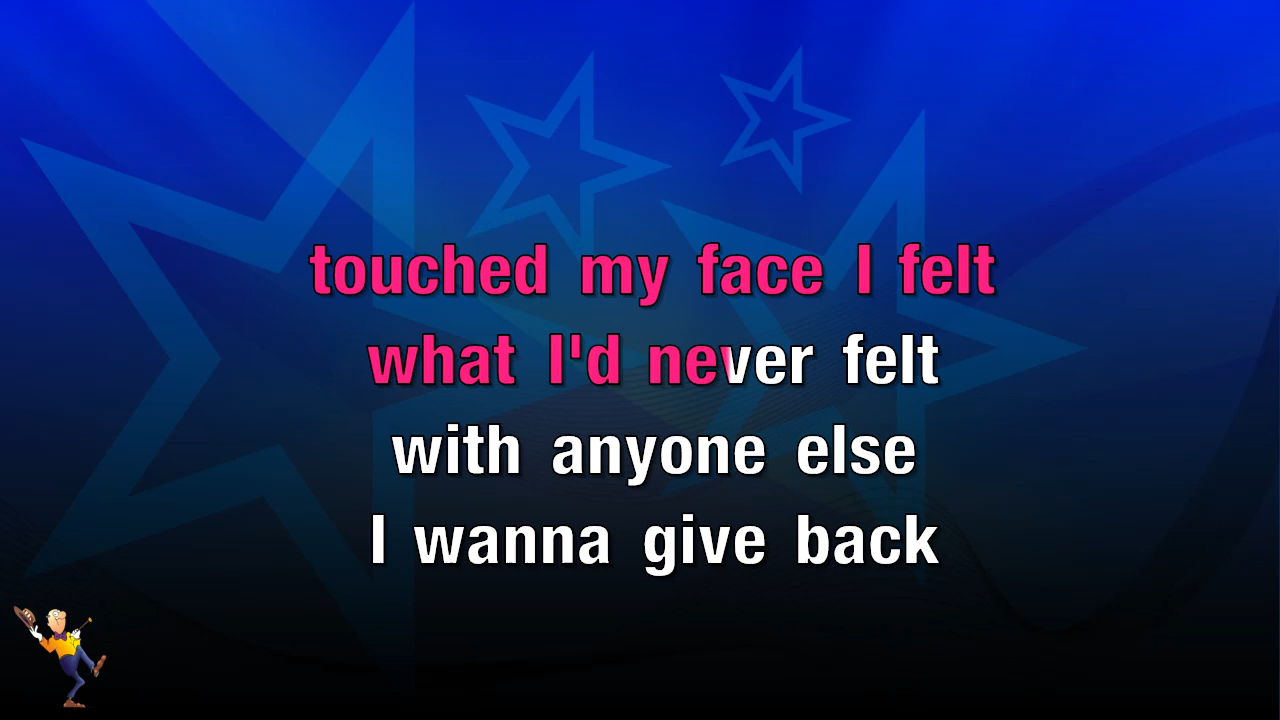 touched my face I felt
what I'd never felt
with anyone else
I wanna give back